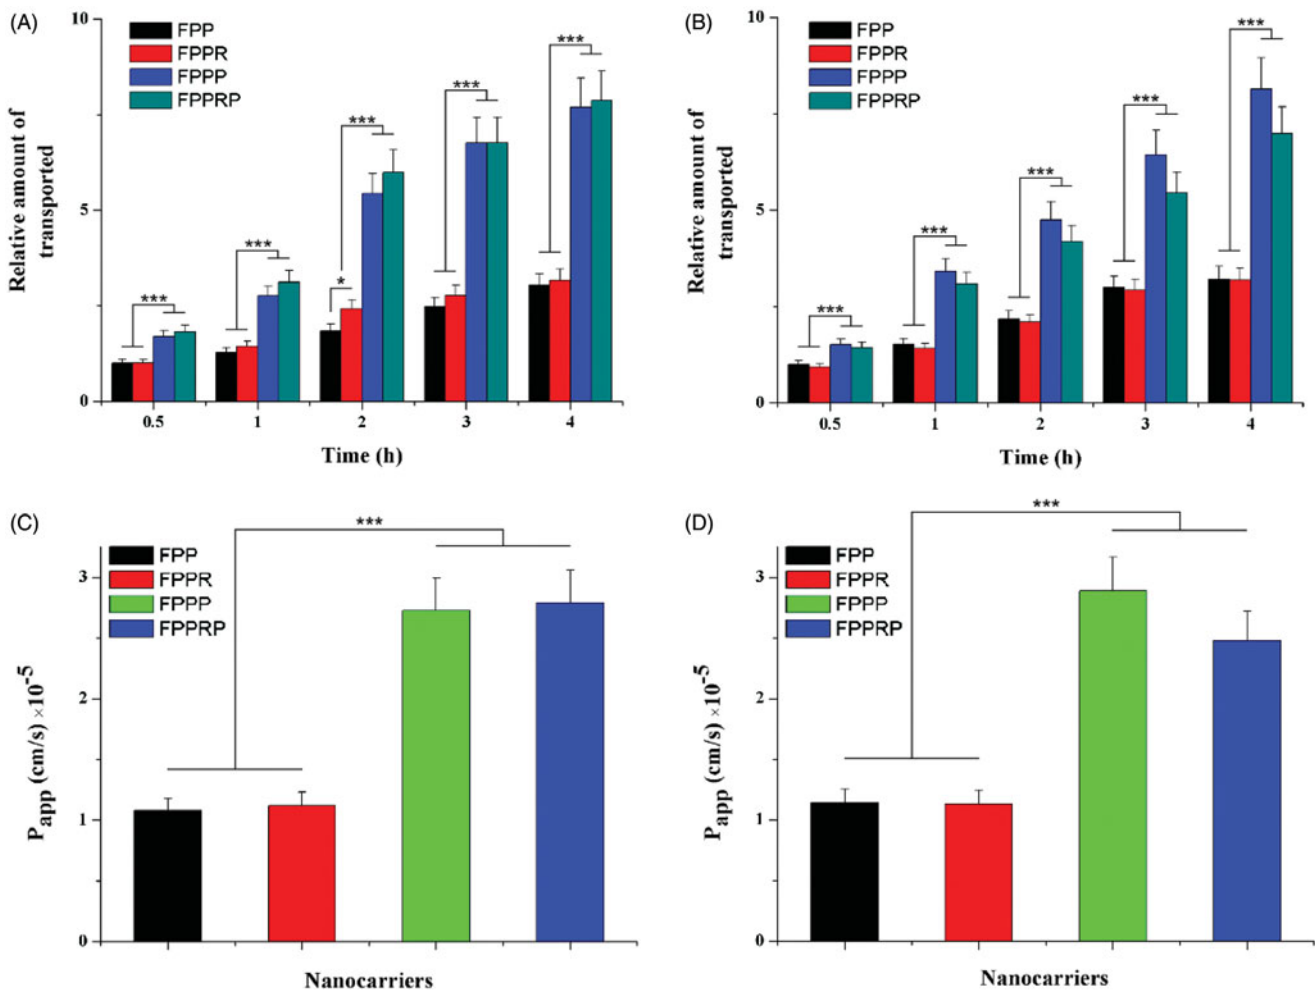 (A)
10
5
0
Relative amount of
transported
FPP
FPPR
FPPP
FPPRP
***
***
*
***
***
***
0.5 1 2 3 4
Time (h)
(B)
10
5
0
Relative amount of
transported
FPP
FPPR
FPPP
FPPRP
***
***
***
***
***
0.5 1 2 3 4
Time (h)
(C)
3
2
1
0
Papp (cm/s) ×10-5
FPP
FPPR
FPPP
FPPRP
***
Nanocarriers
(D)
3
2
1
0
Papp (cm/s) ×10-5
FPP
FPPR
FPPP
FPPRP
***
Nanocarriers